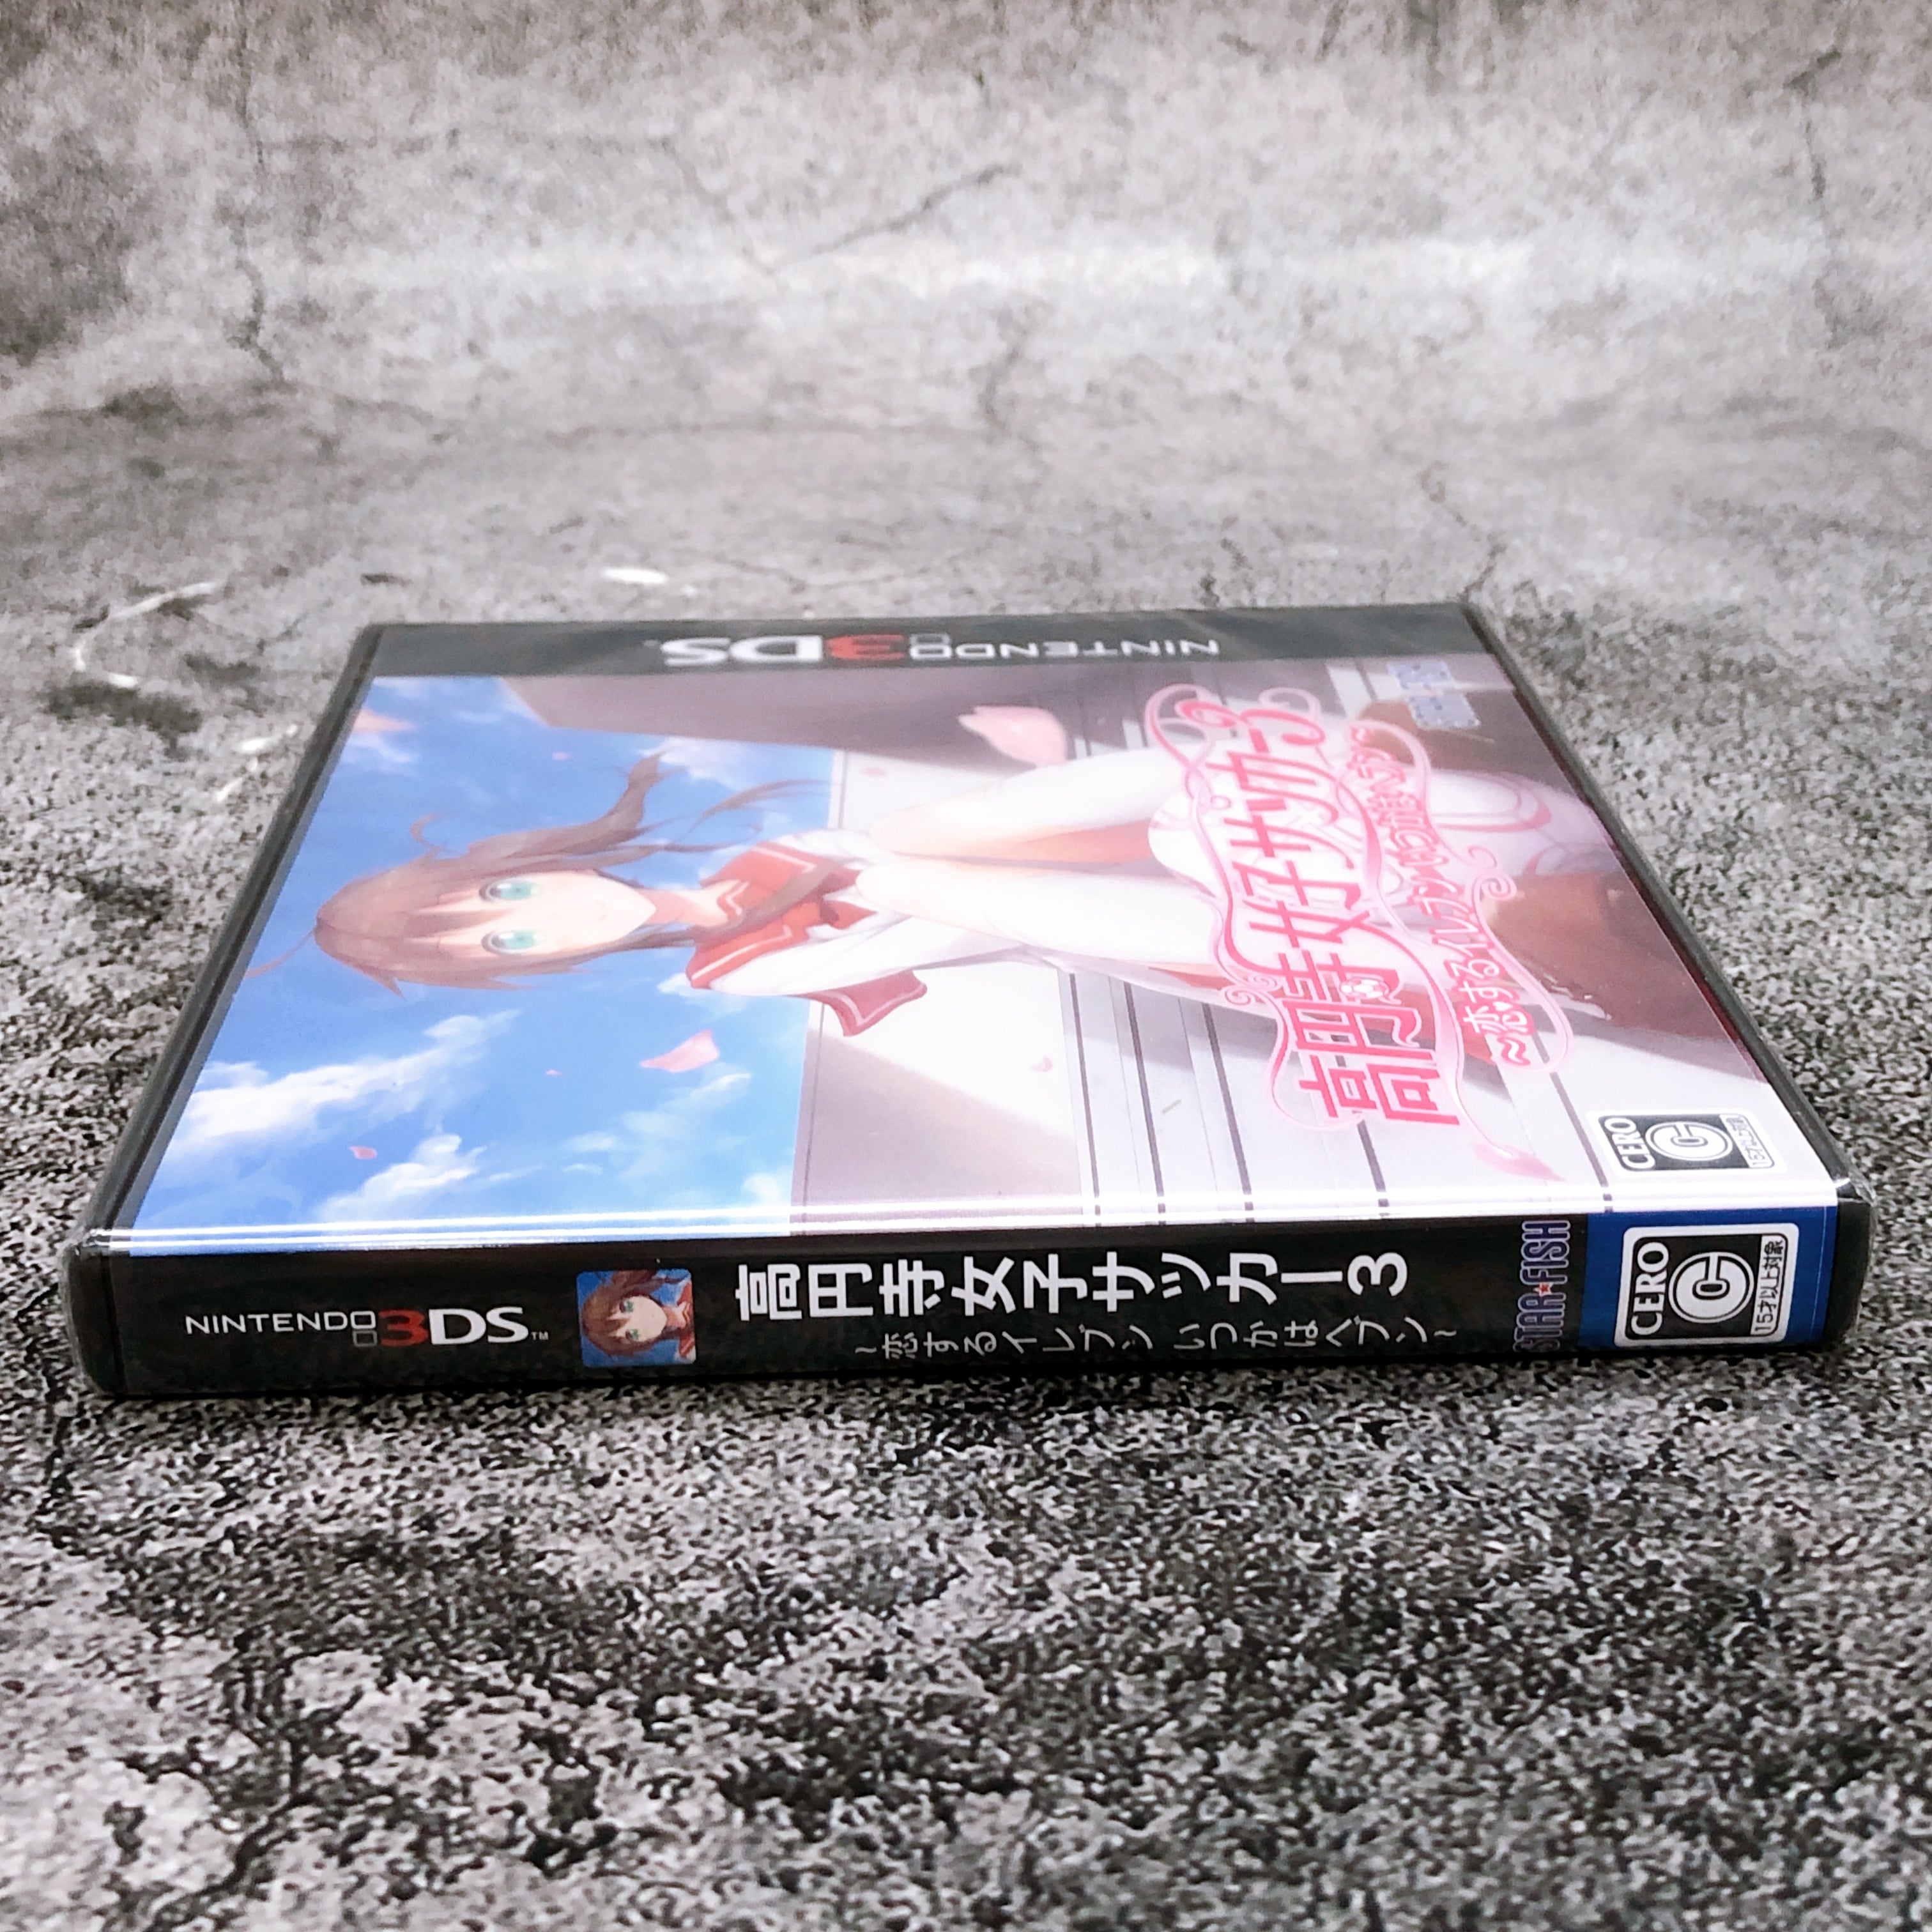 NINTENDO 3DS
高円寺女子サッカー3
~恋するイレブン いつかはヘブン~
CERO
C
15才以上対象
NINTENDO 3DS™
高円寺女子サッカー3
~恋するイレブン いつかはヘブン~
STAR★FISH
CERO
C
15才以上対象